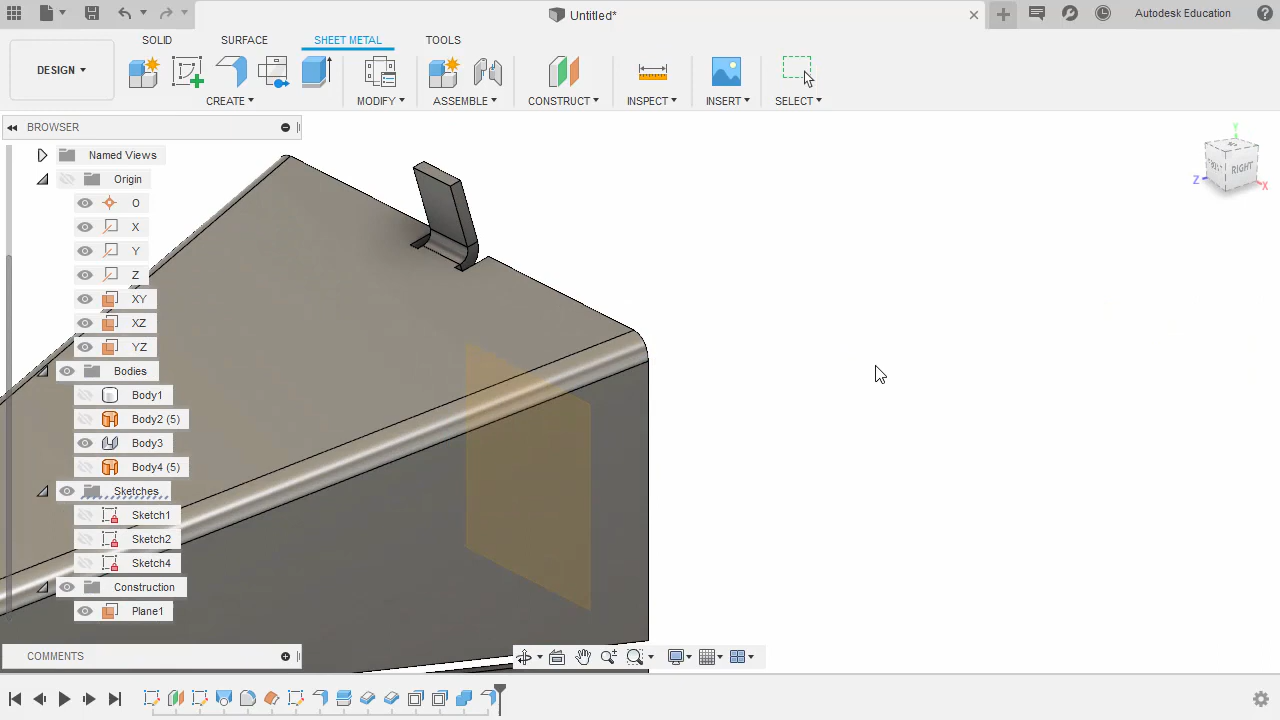 Untitled*
Autodesk Education
SOLID SURFACE SHEET METAL TOOLS
DESIGN
CREATE MODIFY ASSEMBLE CONSTRUCT INSPECT INSERT SELECT
BROWSER
Named Views
Origin
O
X
Y
Z
XY
XZ
YZ
Bodies
Body1
Body2 (5)
Body3
Body4 (5)
Sketches
Sketch1
Sketch2
Sketch4
Construction
Plane1
COMMENTS
Y
RIGHT
Z
X